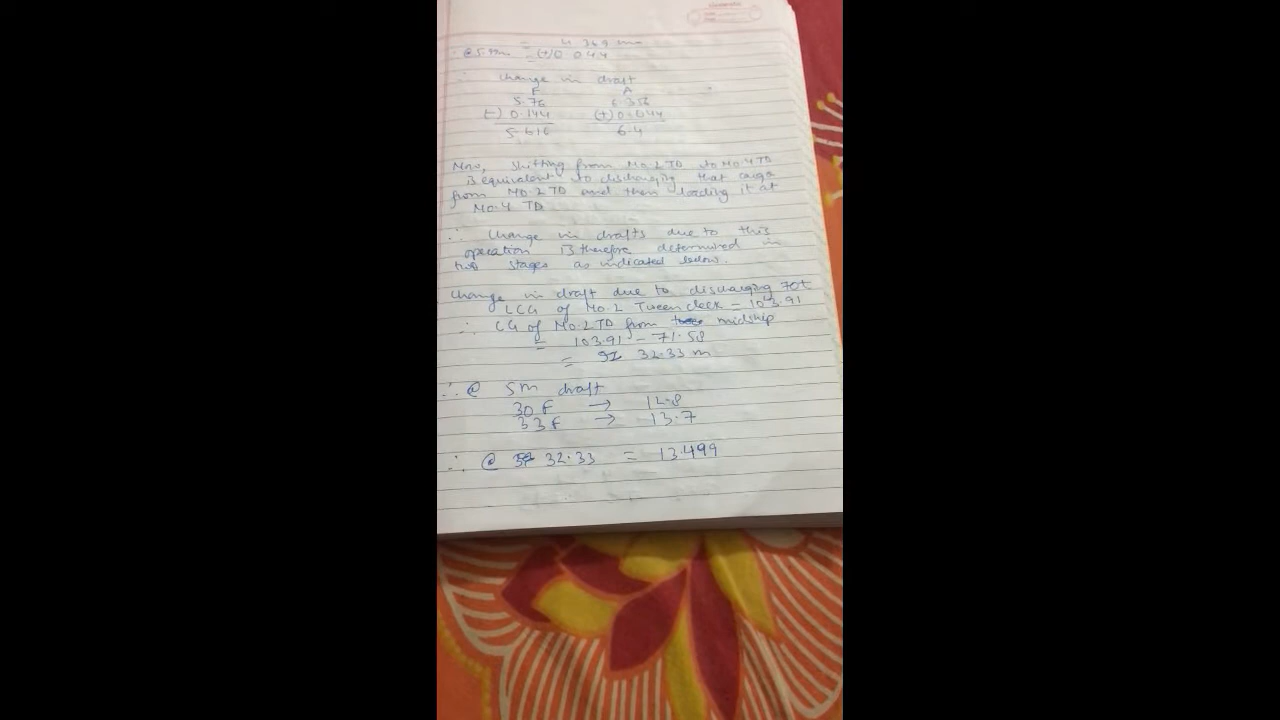 = 4.369 m
@5.4m = (+)0.044
∴ change in draft
F A
5.76 6.356
(-) 0.144 (+) 0.044
5.616 6.4
Now, shifting from No.2 TD to No.4 TD
is equivalent to discharging that cargo
from No.2 TD and then loading it at
No.4 TD
∴ Change in drafts due to this
operation is therefore determined in
two stages as indicated below.
Change in draft due to discharging 70t
LCG of No.2 Tween deck = 103.91
∴ CG of No.2 TD from midship
= 103.91 - 71.58
= 32.33 m
∴ @ 5m draft
30 F → 12.8
33 F → 13.7
∴ @ 32.33 = 13.499